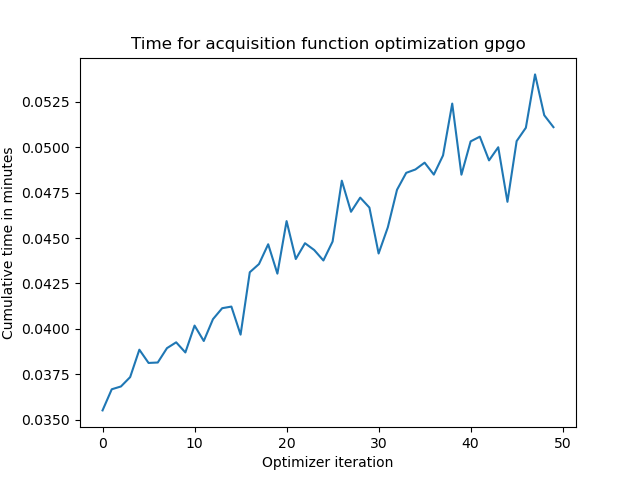 Time for acquisition function optimization gpgo
Cumulative time in minutes
0.0525
0.0500
0.0475
0.0450
0.0425
0.0400
0.0375
0.0350
0 10 20 30 40 50
Optimizer iteration